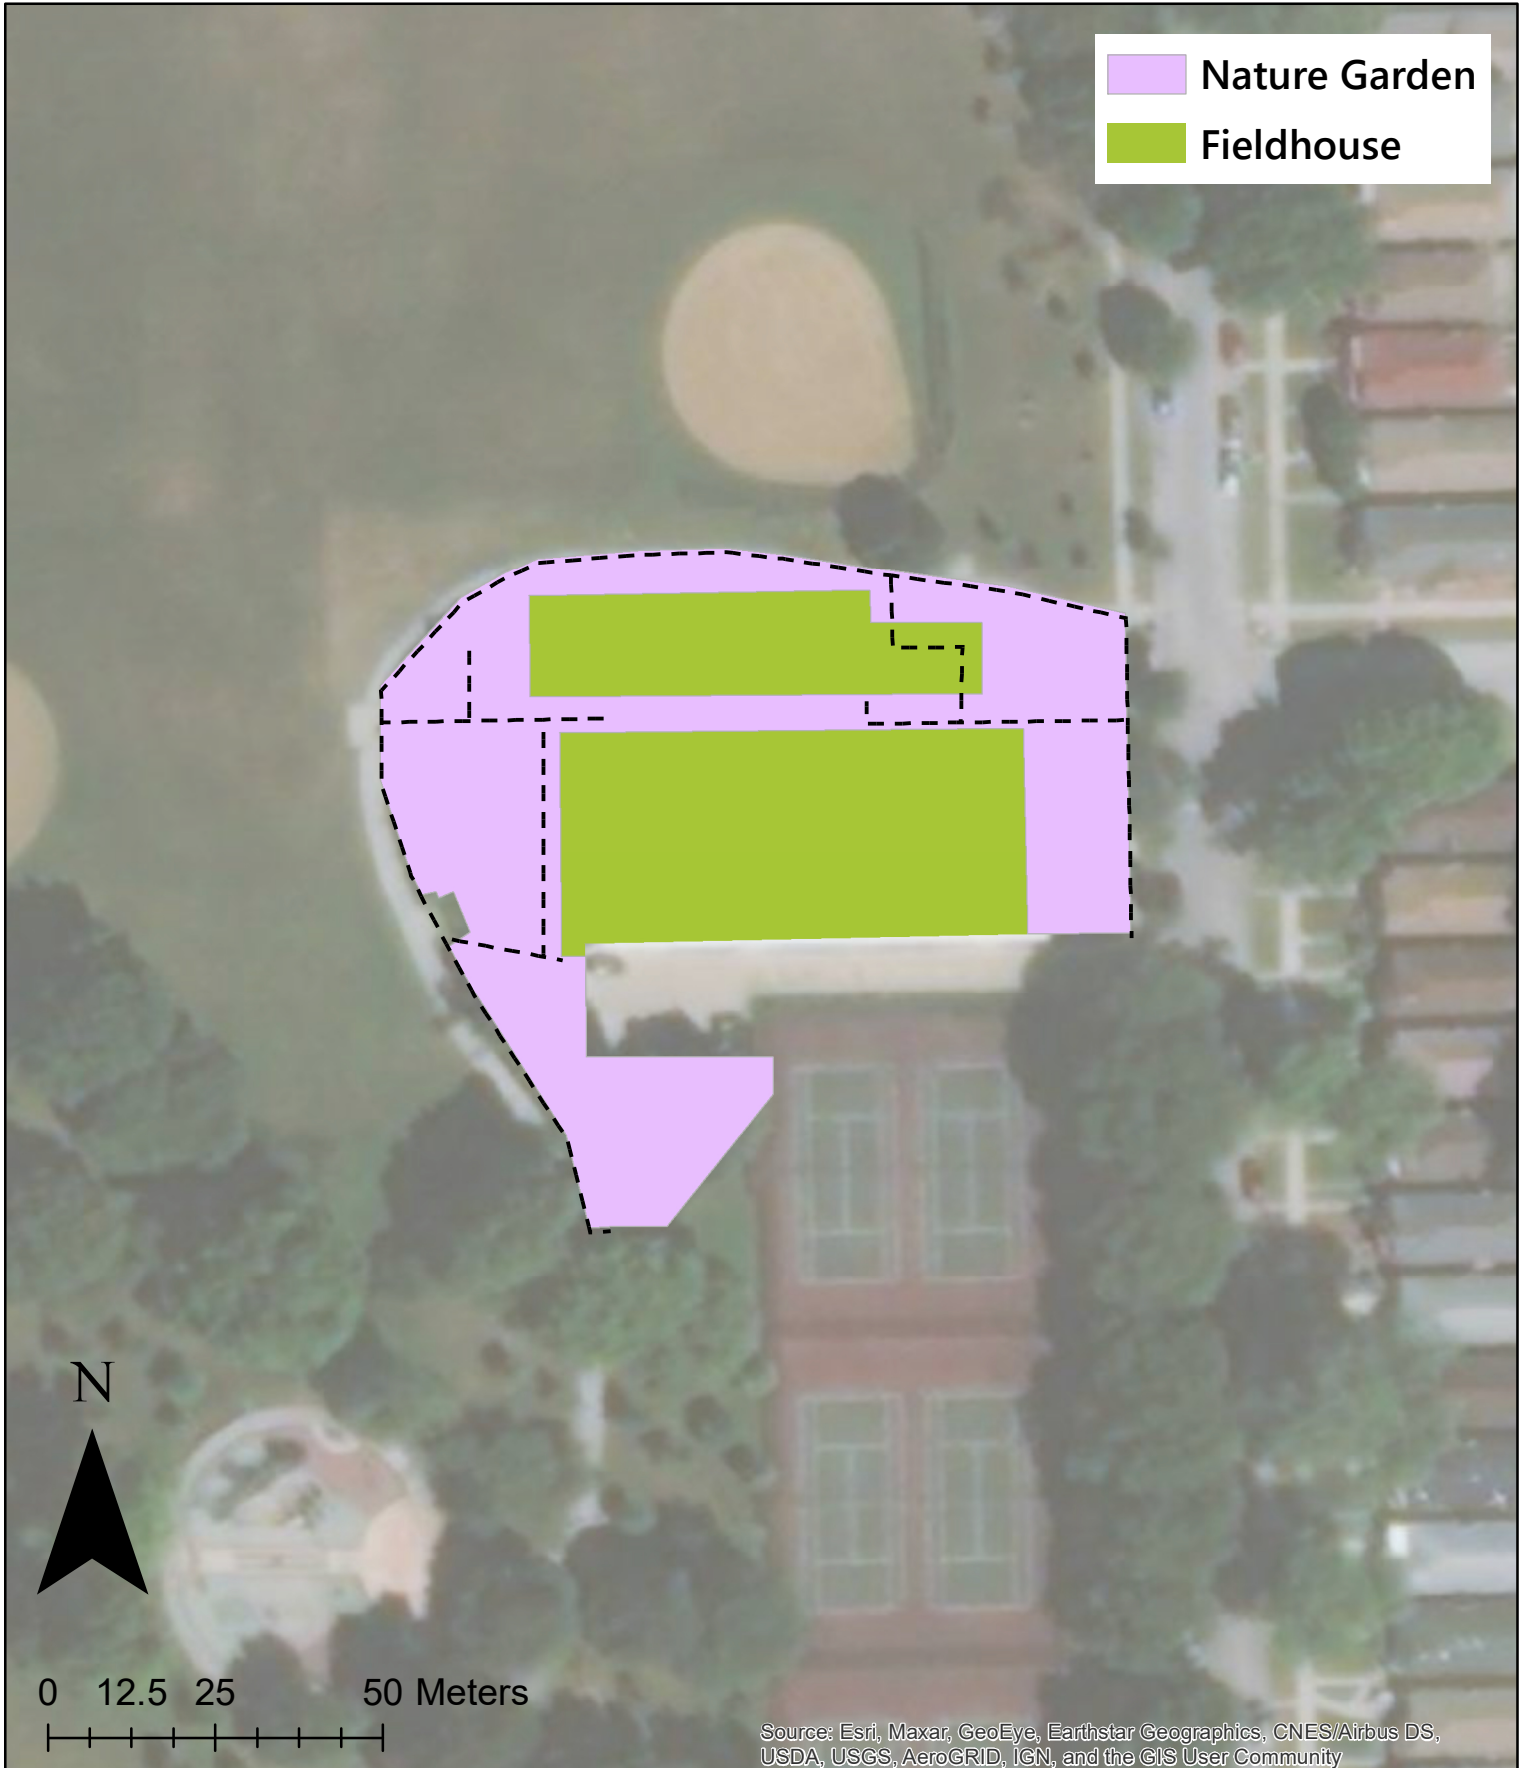 Nature Garden
Fieldhouse
N
0 12.5 25 50 Meters
Source: Esri, Maxar, GeoEye, Earthstar Geographics, CNES/Airbus DS,
USDA, USGS, AeroGRID, IGN, and the GIS User Community